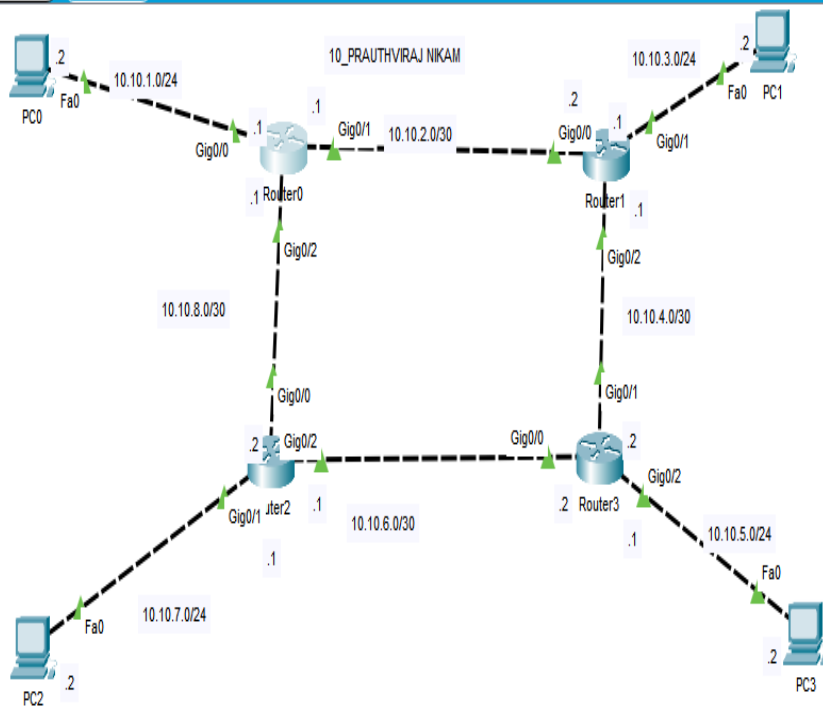 10_PRAUTHVIRAJ NIKAM
.2
10.10.1.0/24
Fa0
PC0
.1
Gig0/0
.1
Gig0/1
Router0
.1
Gig0/2
10.10.2.0/30
.2
Gig0/0
.1
Gig0/1
Router1
.1
Gig0/2
10.10.3.0/24
.2
Fa0
PC1
10.10.8.0/30
10.10.4.0/30
Gig0/0
.2
Gig0/2
uter2
Gig0/1
.1
.1
10.10.6.0/30
Gig0/1
Gig0/0
.2
.2
Router3
Gig0/2
.1
10.10.5.0/24
Fa0
.2
PC3
10.10.7.0/24
Fa0
.2
PC2